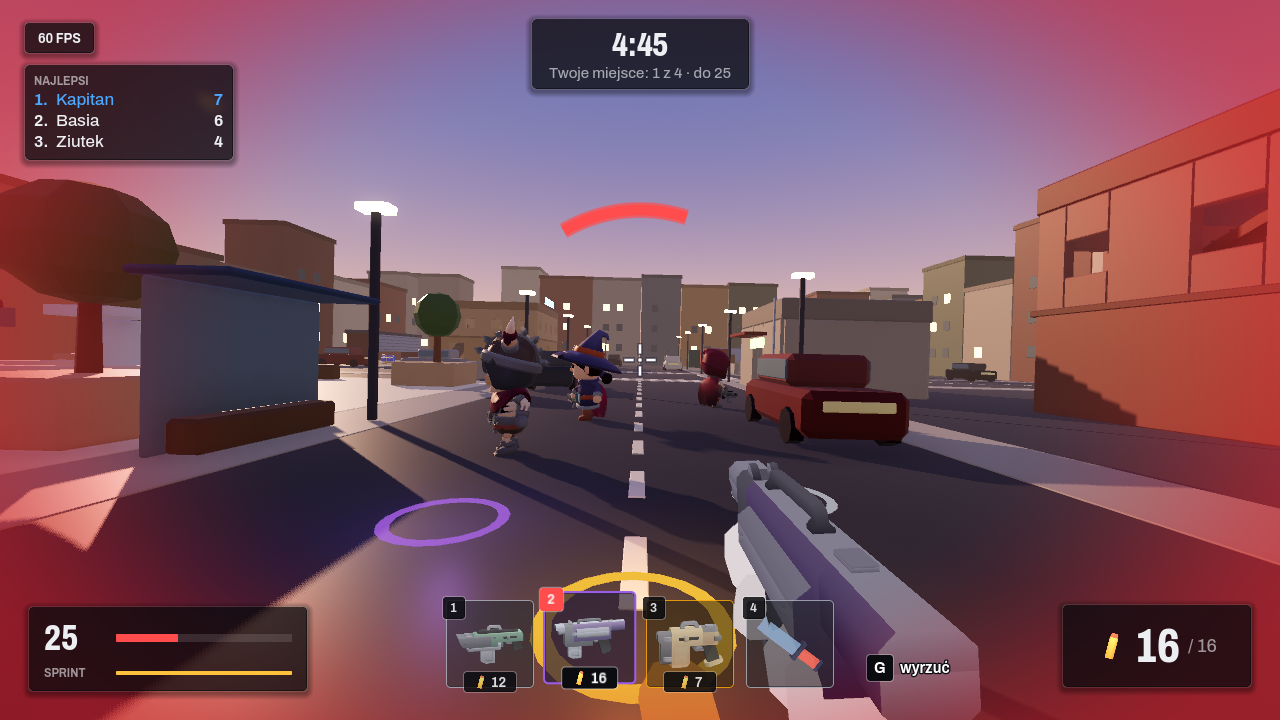 60 FPS
4:45
Twoje miejsce: 1 z 4 · do 25
NAJLEPSI
1. Kapitan 7
2. Basia 6
3. Ziutek 4
25
SPRINT
1
2
3
4
12
16
7
G wyrzuć
16 / 16